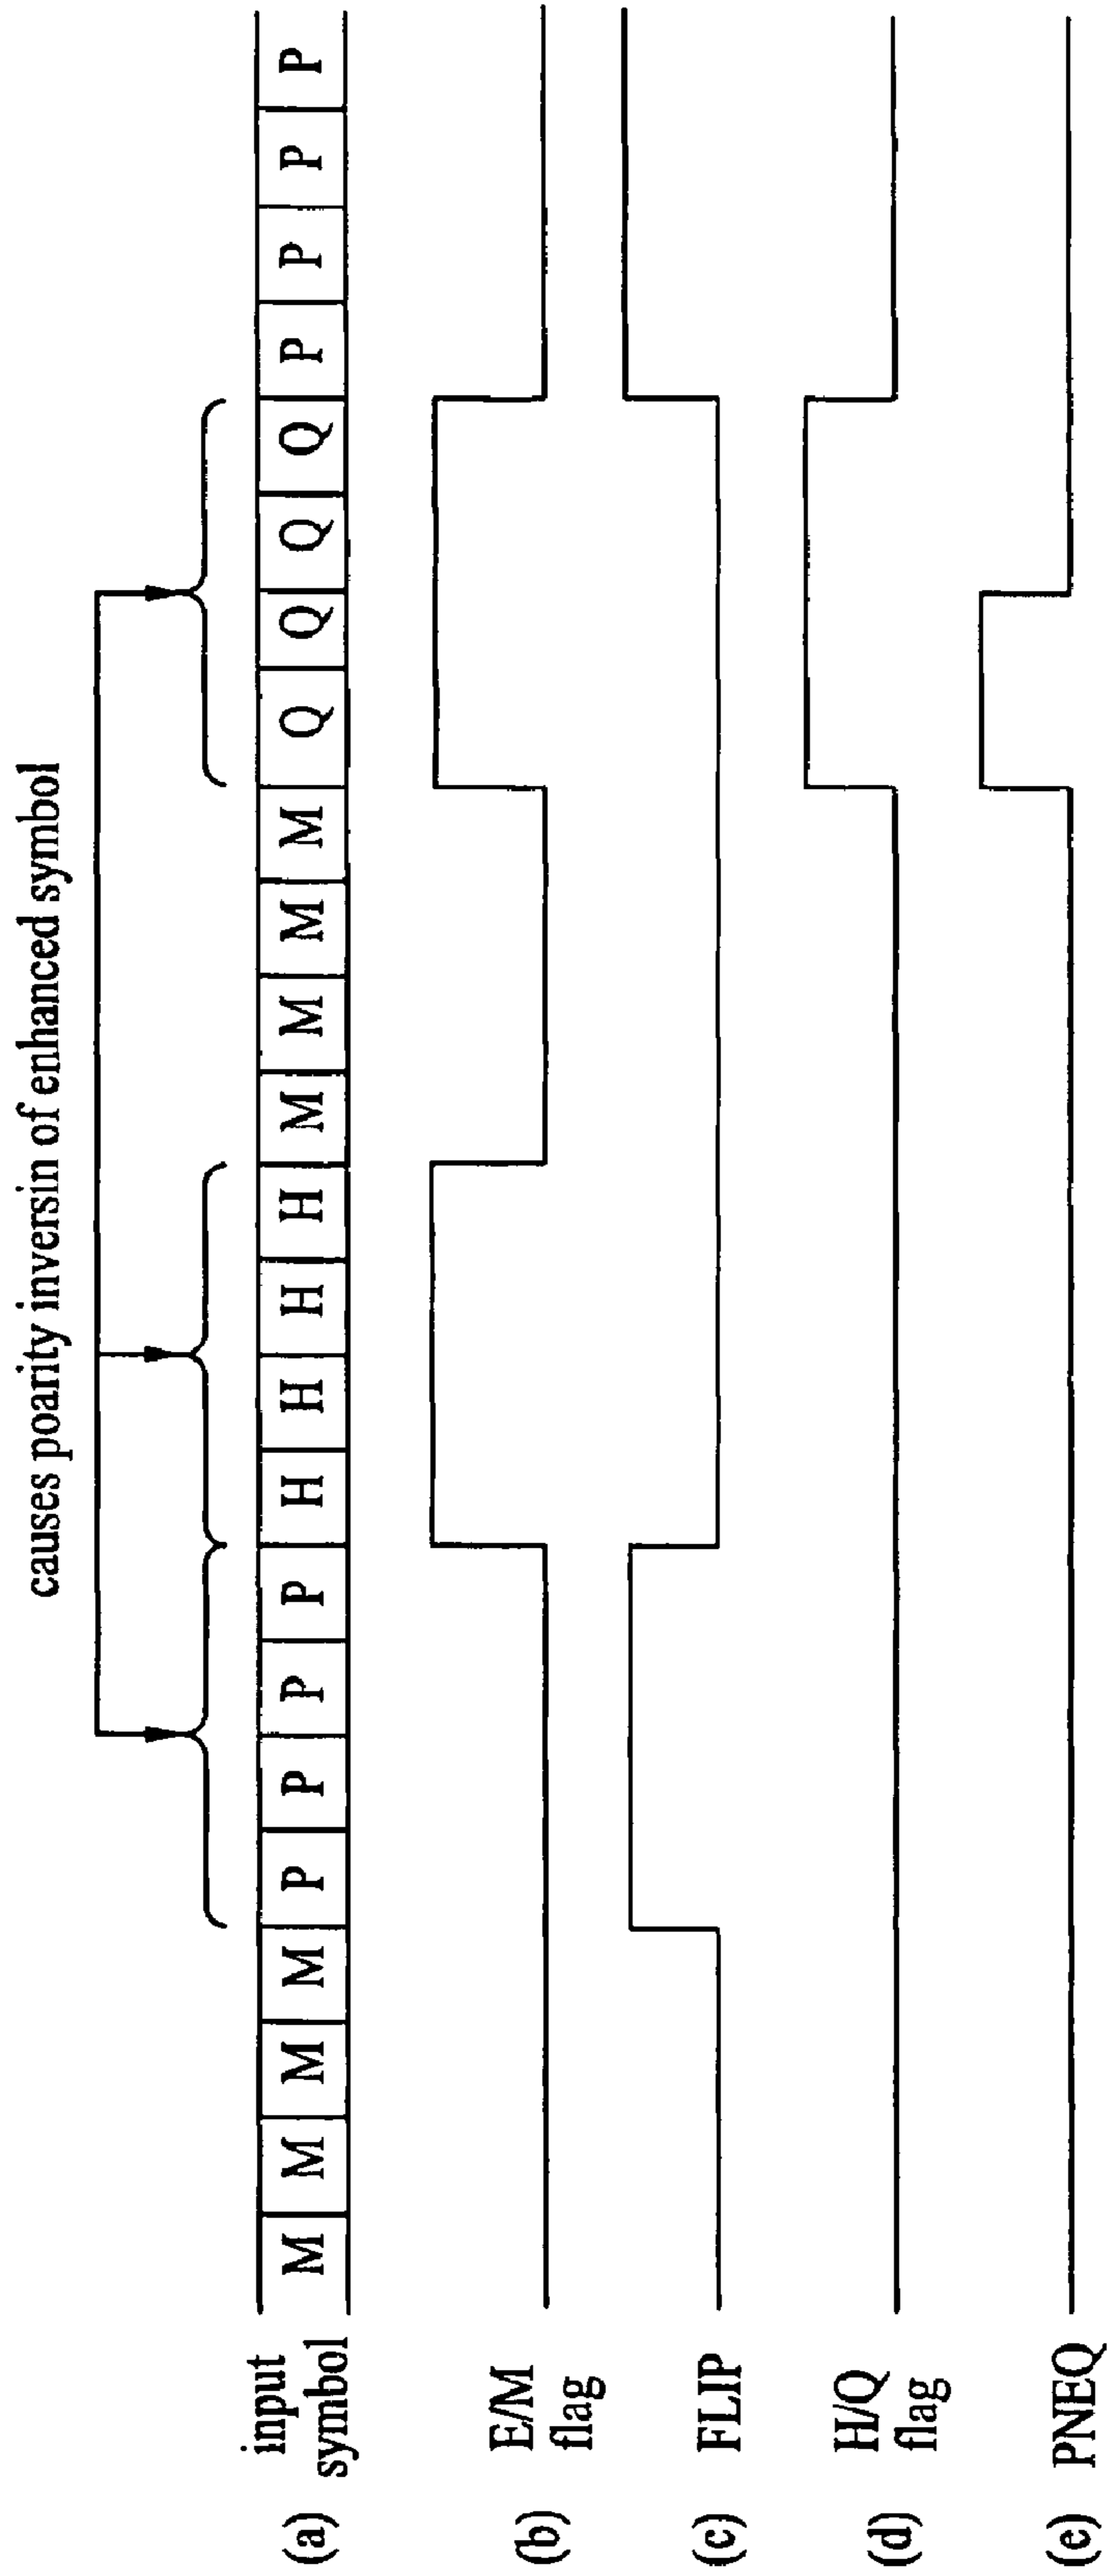 causes poarity inversin of enhanced symbol
(a) input symbol M M M M P P P P H H H H M M M M Q Q Q Q P P P P
(b) E/M flag
(c) FLIP
(d) H/Q flag
(e) PNEQ